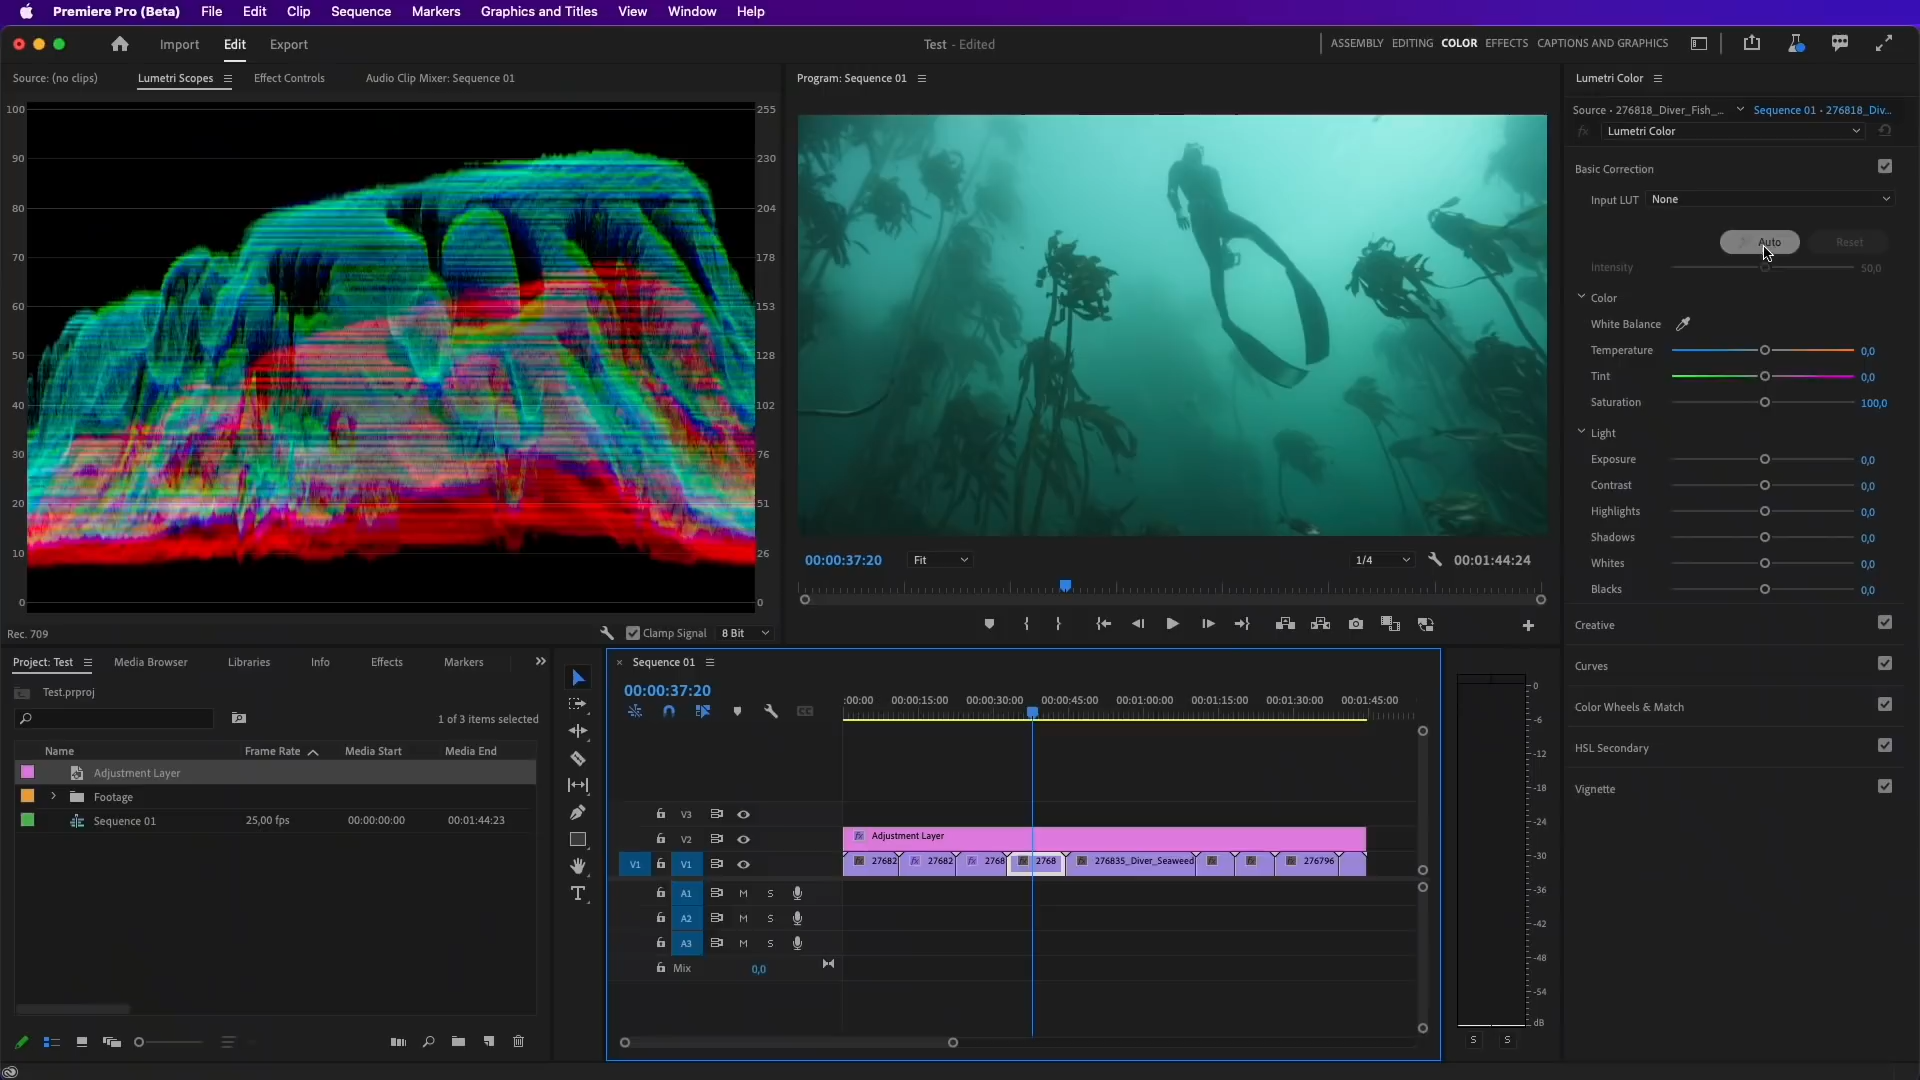 Premiere Pro (Beta) File Edit Clip Sequence Markers Graphics and Titles View Window Help
Import Edit Export
Test - Edited
ASSEMBLY EDITING COLOR EFFECTS CAPTIONS AND GRAPHICS
Source: (no clips) Lumetri Scopes Effect Controls Audio Clip Mixer: Sequence 01
100 255
90 230
80 204
70 178
60 153
50 128
40 102
30 76
20 51
10 26
0 0
Rec. 709 Clamp Signal 8 Bit
Program: Sequence 01
00:00:37:20 Fit 1/4 00:01:44:24
Lumetri Color
Source · 276818_Diver_Fish_... Sequence 01 · 276818_Div...
fx Lumetri Color
Basic Correction
Input LUT None
Auto Reset
Intensity 50,0
Color
White Balance
Temperature 0,0
Tint 0,0
Saturation 100,0
Light
Exposure 0,0
Contrast 0,0
Highlights 0,0
Shadows 0,0
Whites 0,0
Blacks 0,0
Creative
Curves
Color Wheels & Match
HSL Secondary
Vignette
Project: Test Media Browser Libraries Info Effects Markers
Test.prproj
1 of 3 items selected
Name Frame Rate Media Start Media End
Adjustment Layer
Footage
Sequence 01 25,00 fps 00:00:00:00 00:01:44:23
Sequence 01
00:00:37:20
:00:00 00:00:15:00 00:00:30:00 00:00:45:00 00:01:00:00 00:01:15:00 00:01:30:00 00:01:45:00
CC
V3
V2 fx Adjustment Layer
V1 V1 fx 27682 fx 27682 fx 2768 fx 2768 fx 276835_Diver_Seaweed fx fx fx 276796
A1 M S
A2 M S
A3 M S
Mix 0,0
0
-6
-12
-18
-24
-30
-36
-42
-48
-54
dB
S S